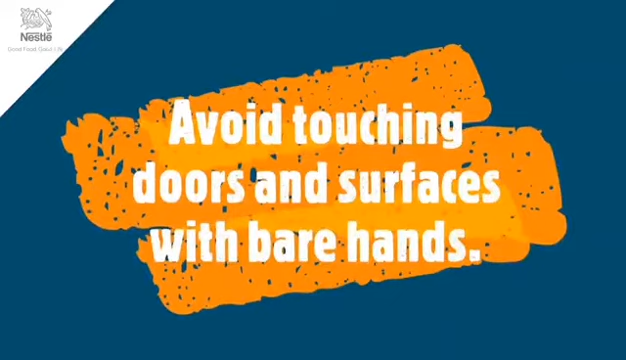 Nestlé
Good Food, Good Life
Avoid touching
doors and surfaces
with bare hands.